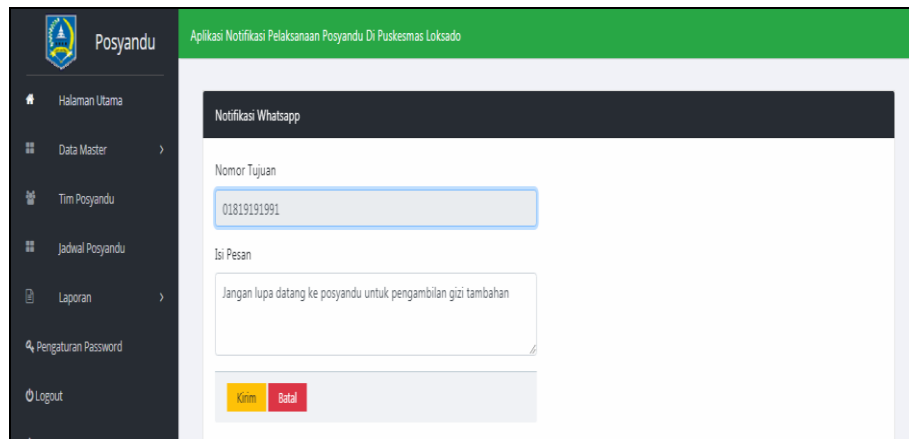 Posyandu
Aplikasi Notifikasi Pelaksanaan Posyandu Di Puskesmas Loksado
Halaman Utama
Data Master
Tim Posyandu
Jadwal Posyandu
Laporan
Pengaturan Password
Logout
Notifikasi Whatsapp
Nomor Tujuan
01819191991
Isi Pesan
Jangan lupa datang ke posyandu untuk pengambilan gizi tambahan
Kirim Batal